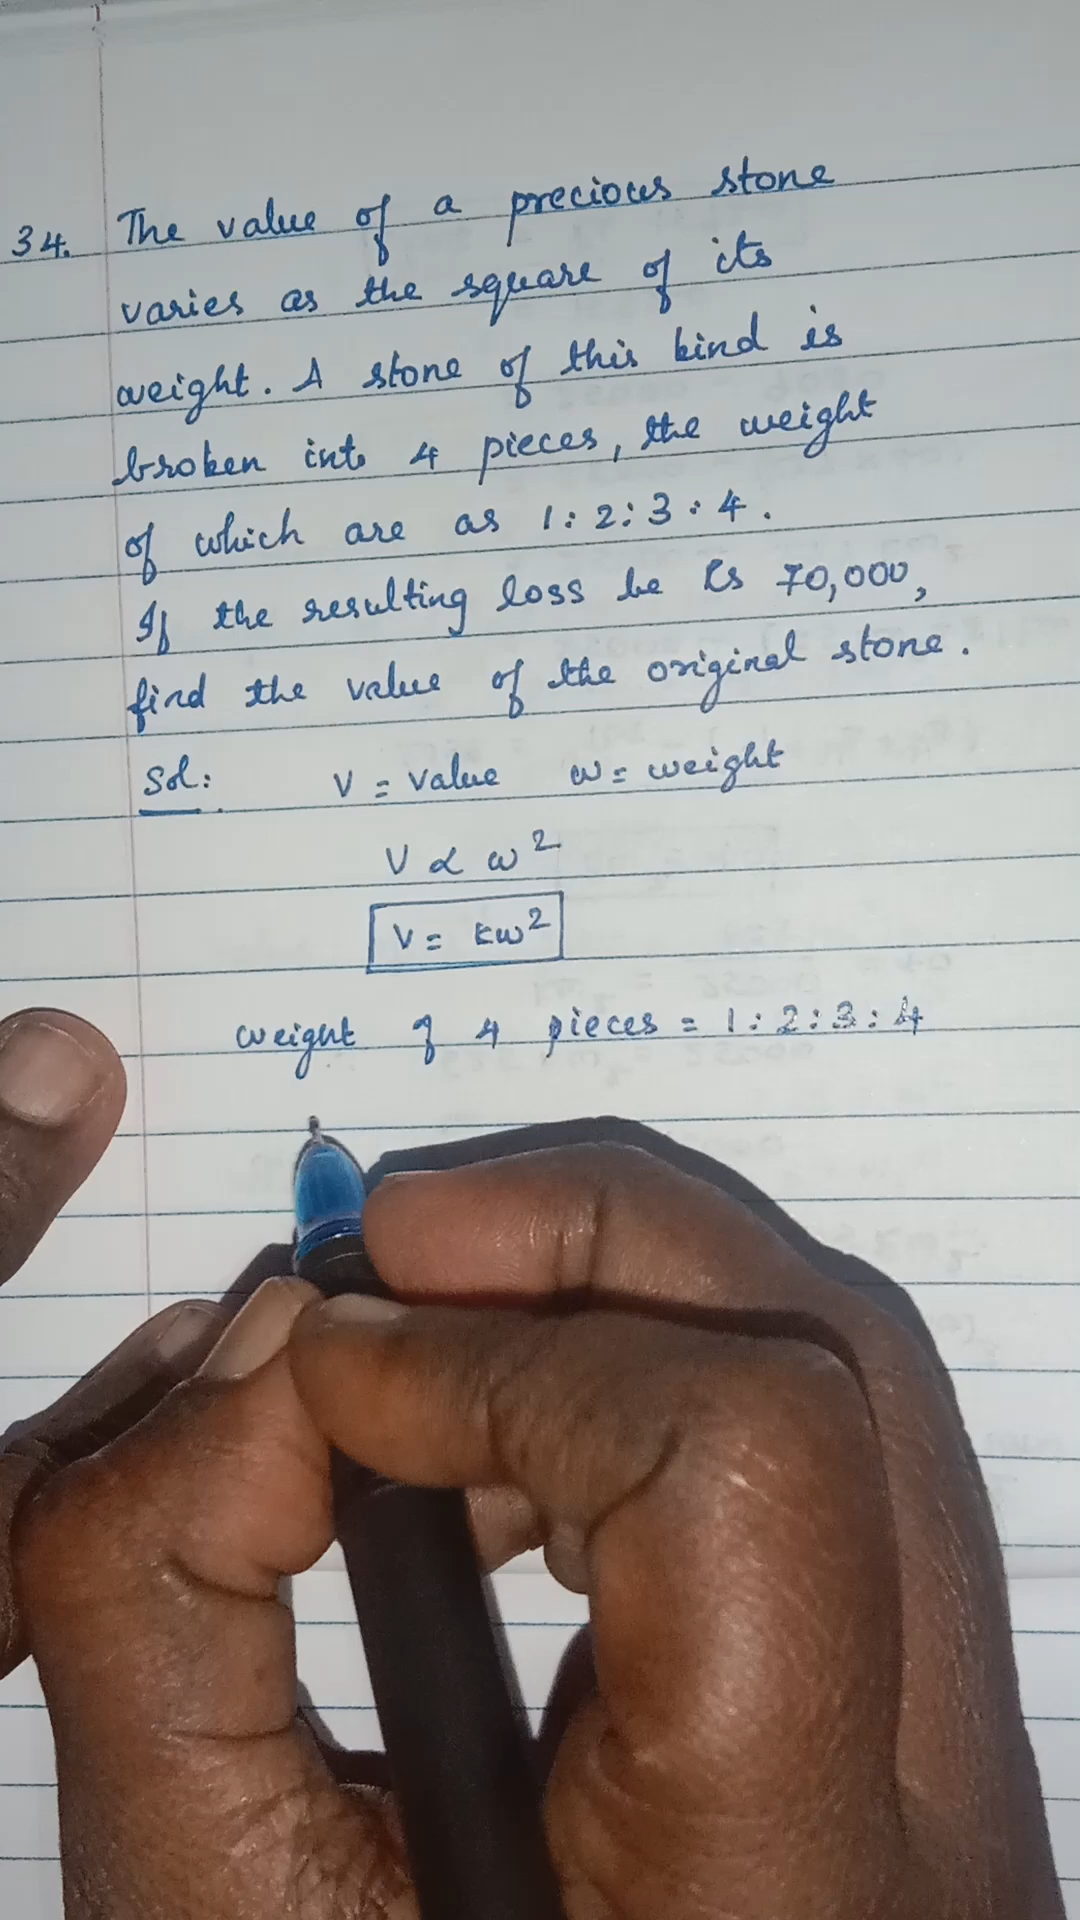 34. The value of a precious stone
varies as the square of its
weight. A stone of this kind is
broken into 4 pieces, the weight
of which are as 1:2:3:4.
If the resulting loss be Rs 70,000,
find the value of the original stone.
Sol: V = value w = weight
V ∝ w²
V = kw²
weight of 4 pieces = 1:2:3:4